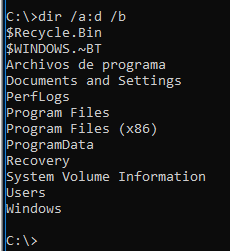 C:\>dir /a:d /b
$Recycle.Bin
$WINDOWS.~BT
Archivos de programa
Documents and Settings
PerfLogs
Program Files
Program Files (x86)
ProgramData
Recovery
System Volume Information
Users
Windows
C:\>